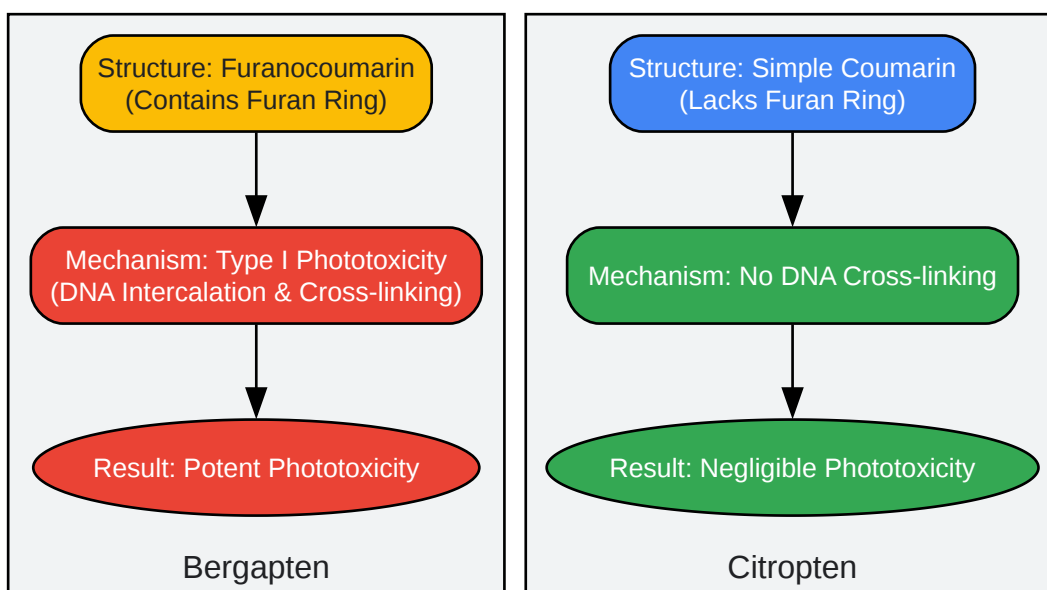 Structure: Furanocoumarin
(Contains Furan Ring)
Mechanism: Type I Phototoxicity
(DNA Intercalation & Cross-linking)
Result: Potent Phototoxicity
Bergapten
Structure: Simple Coumarin
(Lacks Furan Ring)
Mechanism: No DNA Cross-linking
Result: Negligible Phototoxicity
Citropten